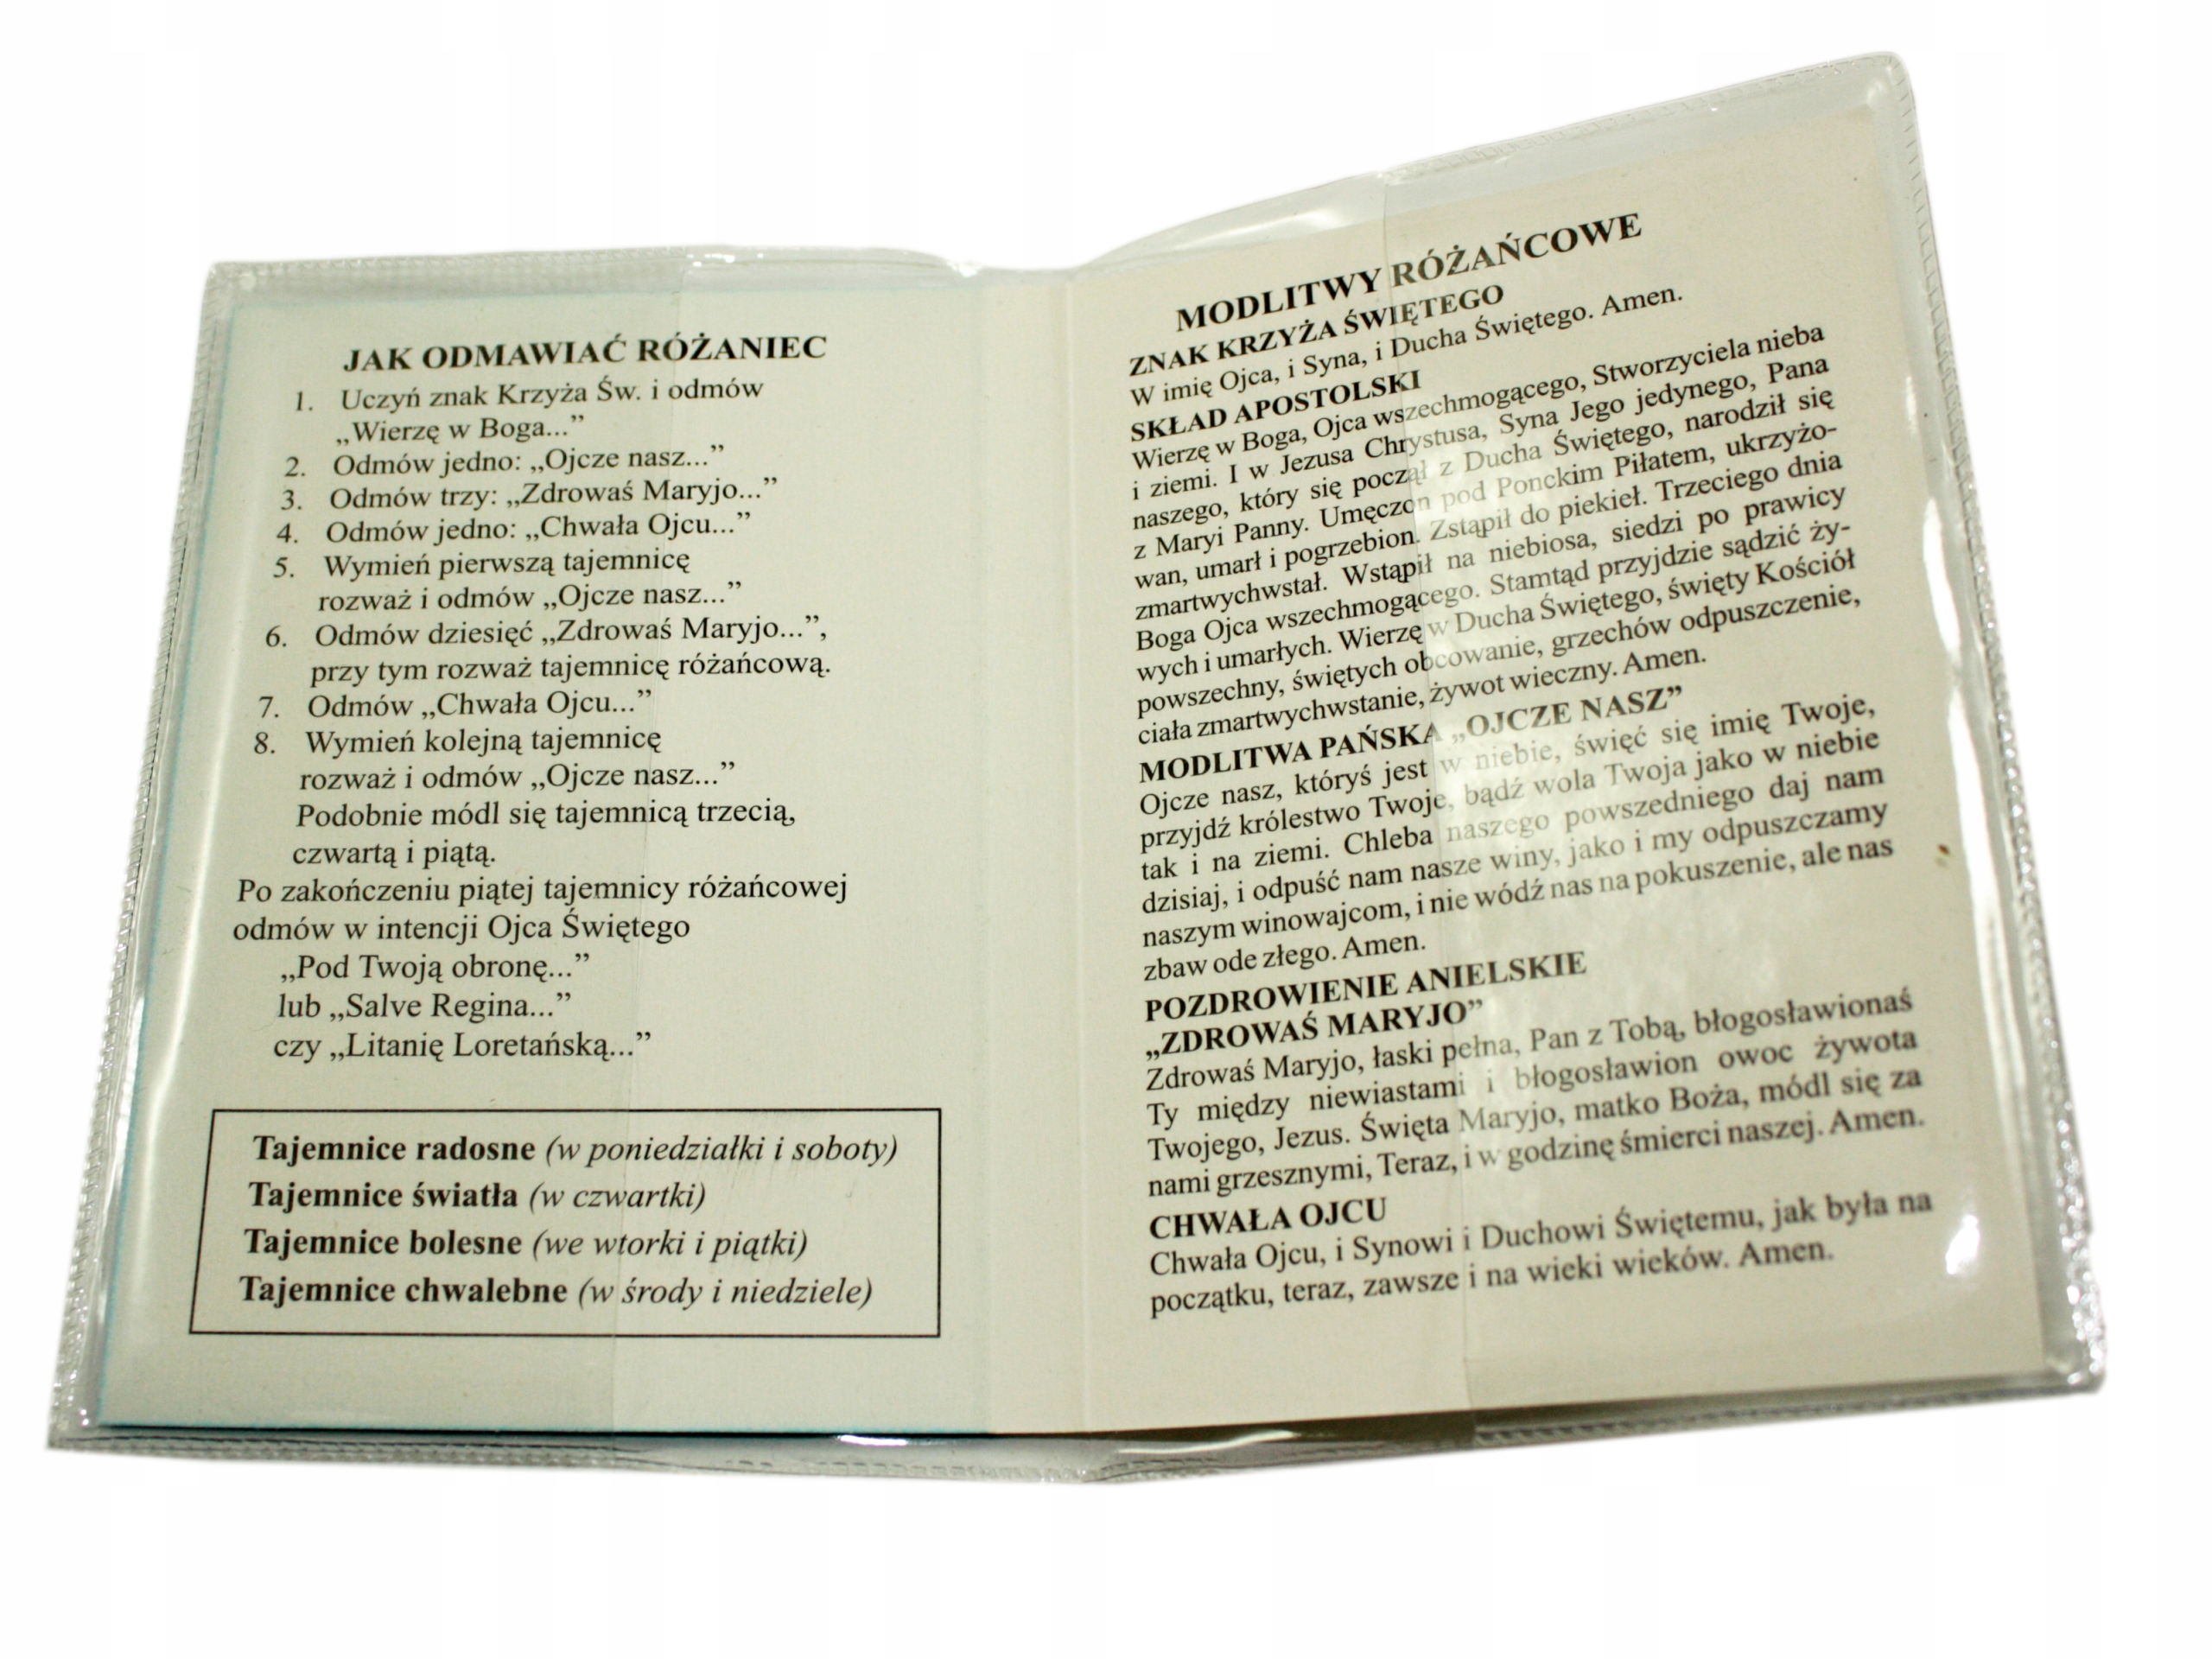 JAK ODMAWIAĆ RÓŻANIEC
1. Uczyń znak Krzyża Św. i odmów
„Wierzę w Boga...”
2. Odmów jedno: „Ojcze nasz...”
3. Odmów trzy: „Zdrowaś Maryjo...”
4. Odmów jedno: „Chwała Ojcu...”
5. Wymień pierwszą tajemnicę
rozważ i odmów „Ojcze nasz...”
6. Odmów dziesięć „Zdrowaś Maryjo...”,
przy tym rozważ tajemnicę różańcową.
7. Odmów „Chwała Ojcu...”
8. Wymień kolejną tajemnicę
rozważ i odmów „Ojcze nasz...”
Podobnie módl się tajemnicą trzecią,
czwartą i piątą.
Po zakończeniu piątej tajemnicy różańcowej
odmów w intencji Ojca Świętego
„Pod Twoją obronę...”
lub „Salve Regina...”
czy „Litanię Loretańską...”
Tajemnice radosne (w poniedziałki i soboty)
Tajemnice światła (w czwartki)
Tajemnice bolesne (we wtorki i piątki)
Tajemnice chwalebne (w środy i niedziele)
MODLITWY RÓŻAŃCOWE
ZNAK KRZYŻA ŚWIĘTEGO
W imię Ojca, i Syna, i Ducha Świętego. Amen.
SKŁAD APOSTOLSKI
Wierzę w Boga, Ojca wszechmogącego, Stworzyciela nieba
i ziemi. I w Jezusa Chrystusa, Syna Jego jedynego, Pana
naszego, który się począł z Ducha Świętego, narodził się
z Maryi Panny. Umęczon pod Ponckim Piłatem, ukrzyżo-
wan, umarł i pogrzebion. Zstąpił do piekieł. Trzeciego dnia
zmartwychwstał. Wstąpił na niebiosa, siedzi po prawicy
Boga Ojca wszechmogącego. Stamtąd przyjdzie sądzić ży-
wych i umarłych. Wierzę w Ducha Świętego, święty Kościół
powszechny, świętych obcowanie, grzechów odpuszczenie,
ciała zmartwychwstanie, żywot wieczny. Amen.
MODLITWA PAŃSKA „OJCZE NASZ”
Ojcze nasz, któryś jest w niebie, święć się imię Twoje,
przyjdź królestwo Twoje, bądź wola Twoja jako w niebie
tak i na ziemi. Chleba naszego powszedniego daj nam
dzisiaj, i odpuść nam nasze winy, jako i my odpuszczamy
naszym winowajcom, i nie wódź nas na pokuszenie, ale nas
zbaw ode złego. Amen.
POZDROWIENIE ANIELSKIE
„ZDROWAŚ MARYJO”
Zdrowaś Maryjo, łaski pełna, Pan z Tobą, błogosławionaś
Ty między niewiastami i błogosławion owoc żywota
Twojego, Jezus. Święta Maryjo, matko Boża, módl się za
nami grzesznymi, Teraz, i w godzinę śmierci naszej. Amen.
CHWAŁA OJCU
Chwała Ojcu, i Synowi i Duchowi Świętemu, jak była na
początku, teraz, zawsze i na wieki wieków. Amen.